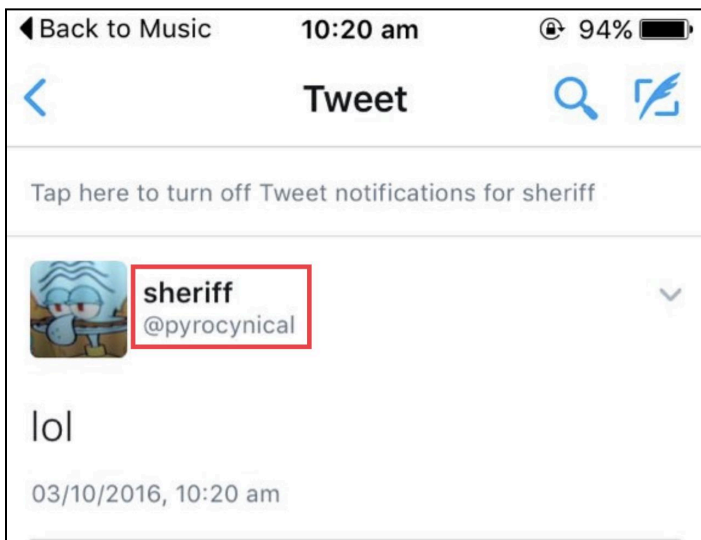 Back to Music 10:20 am 94%
Tweet
Tap here to turn off Tweet notifications for sheriff
sheriff
@pyrocynical
lol
03/10/2016, 10:20 am